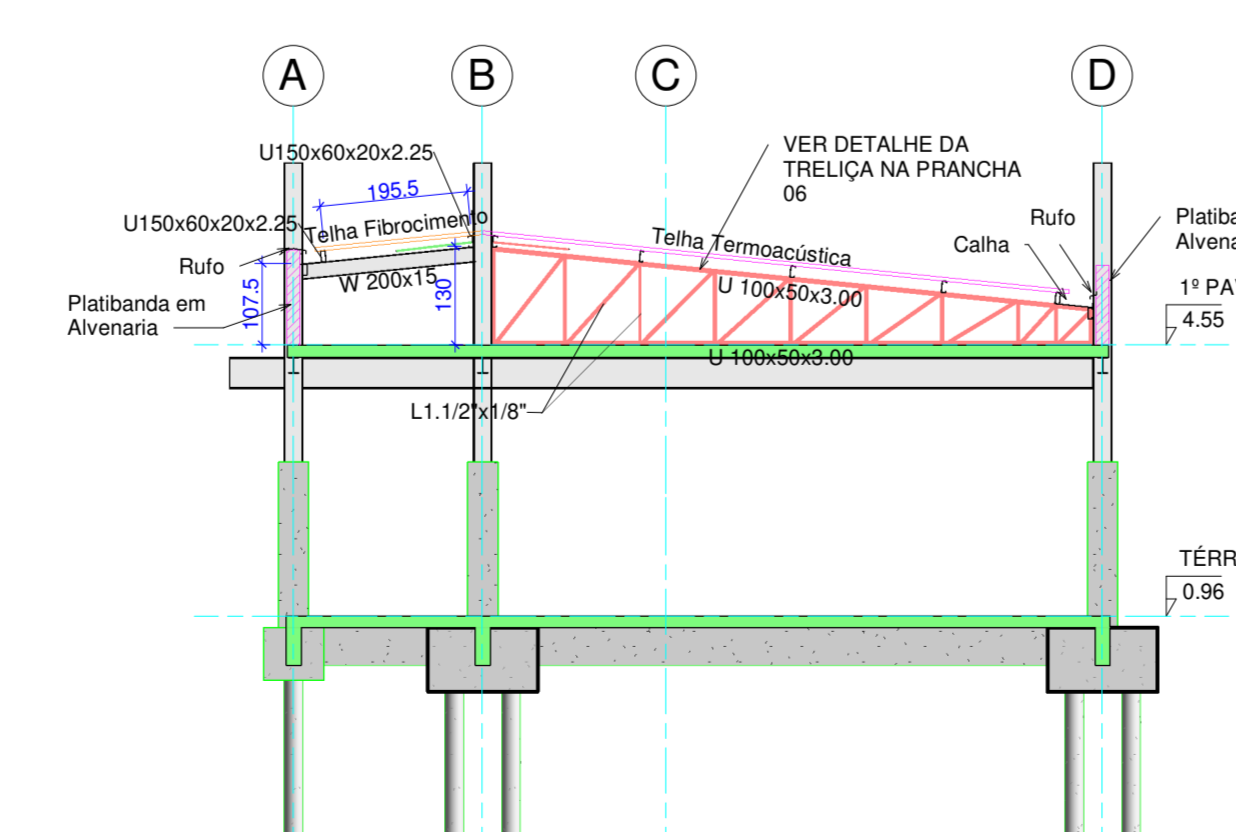 A
B
C
D
U150x60x20x2.25
VER DETALHE DA
TRELIÇA NA PRANCHA
06
195.5
U150x60x20x2.25
Telha Fibrocimento
Telha Termoacústica
Rufo
Calha
Platiba
Alvena
Rufo
W 200x15
U 100x50x3.00
130
107.5
Platibanda em
Alvenaria
1º PA
4.55
U 100x50x3.00
L1.1/2"x1/8"
TÉRR
0.96